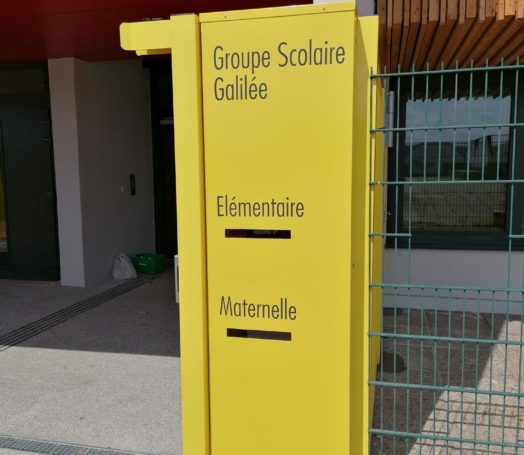 Groupe Scolaire
Galilée
Elémentaire
Maternelle